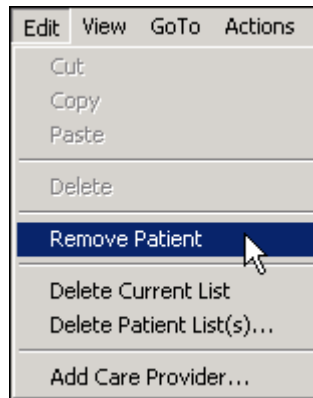 Edit View GoTo Actions
Cut
Copy
Paste
Delete
Remove Patient
Delete Current List
Delete Patient List(s)...
Add Care Provider...